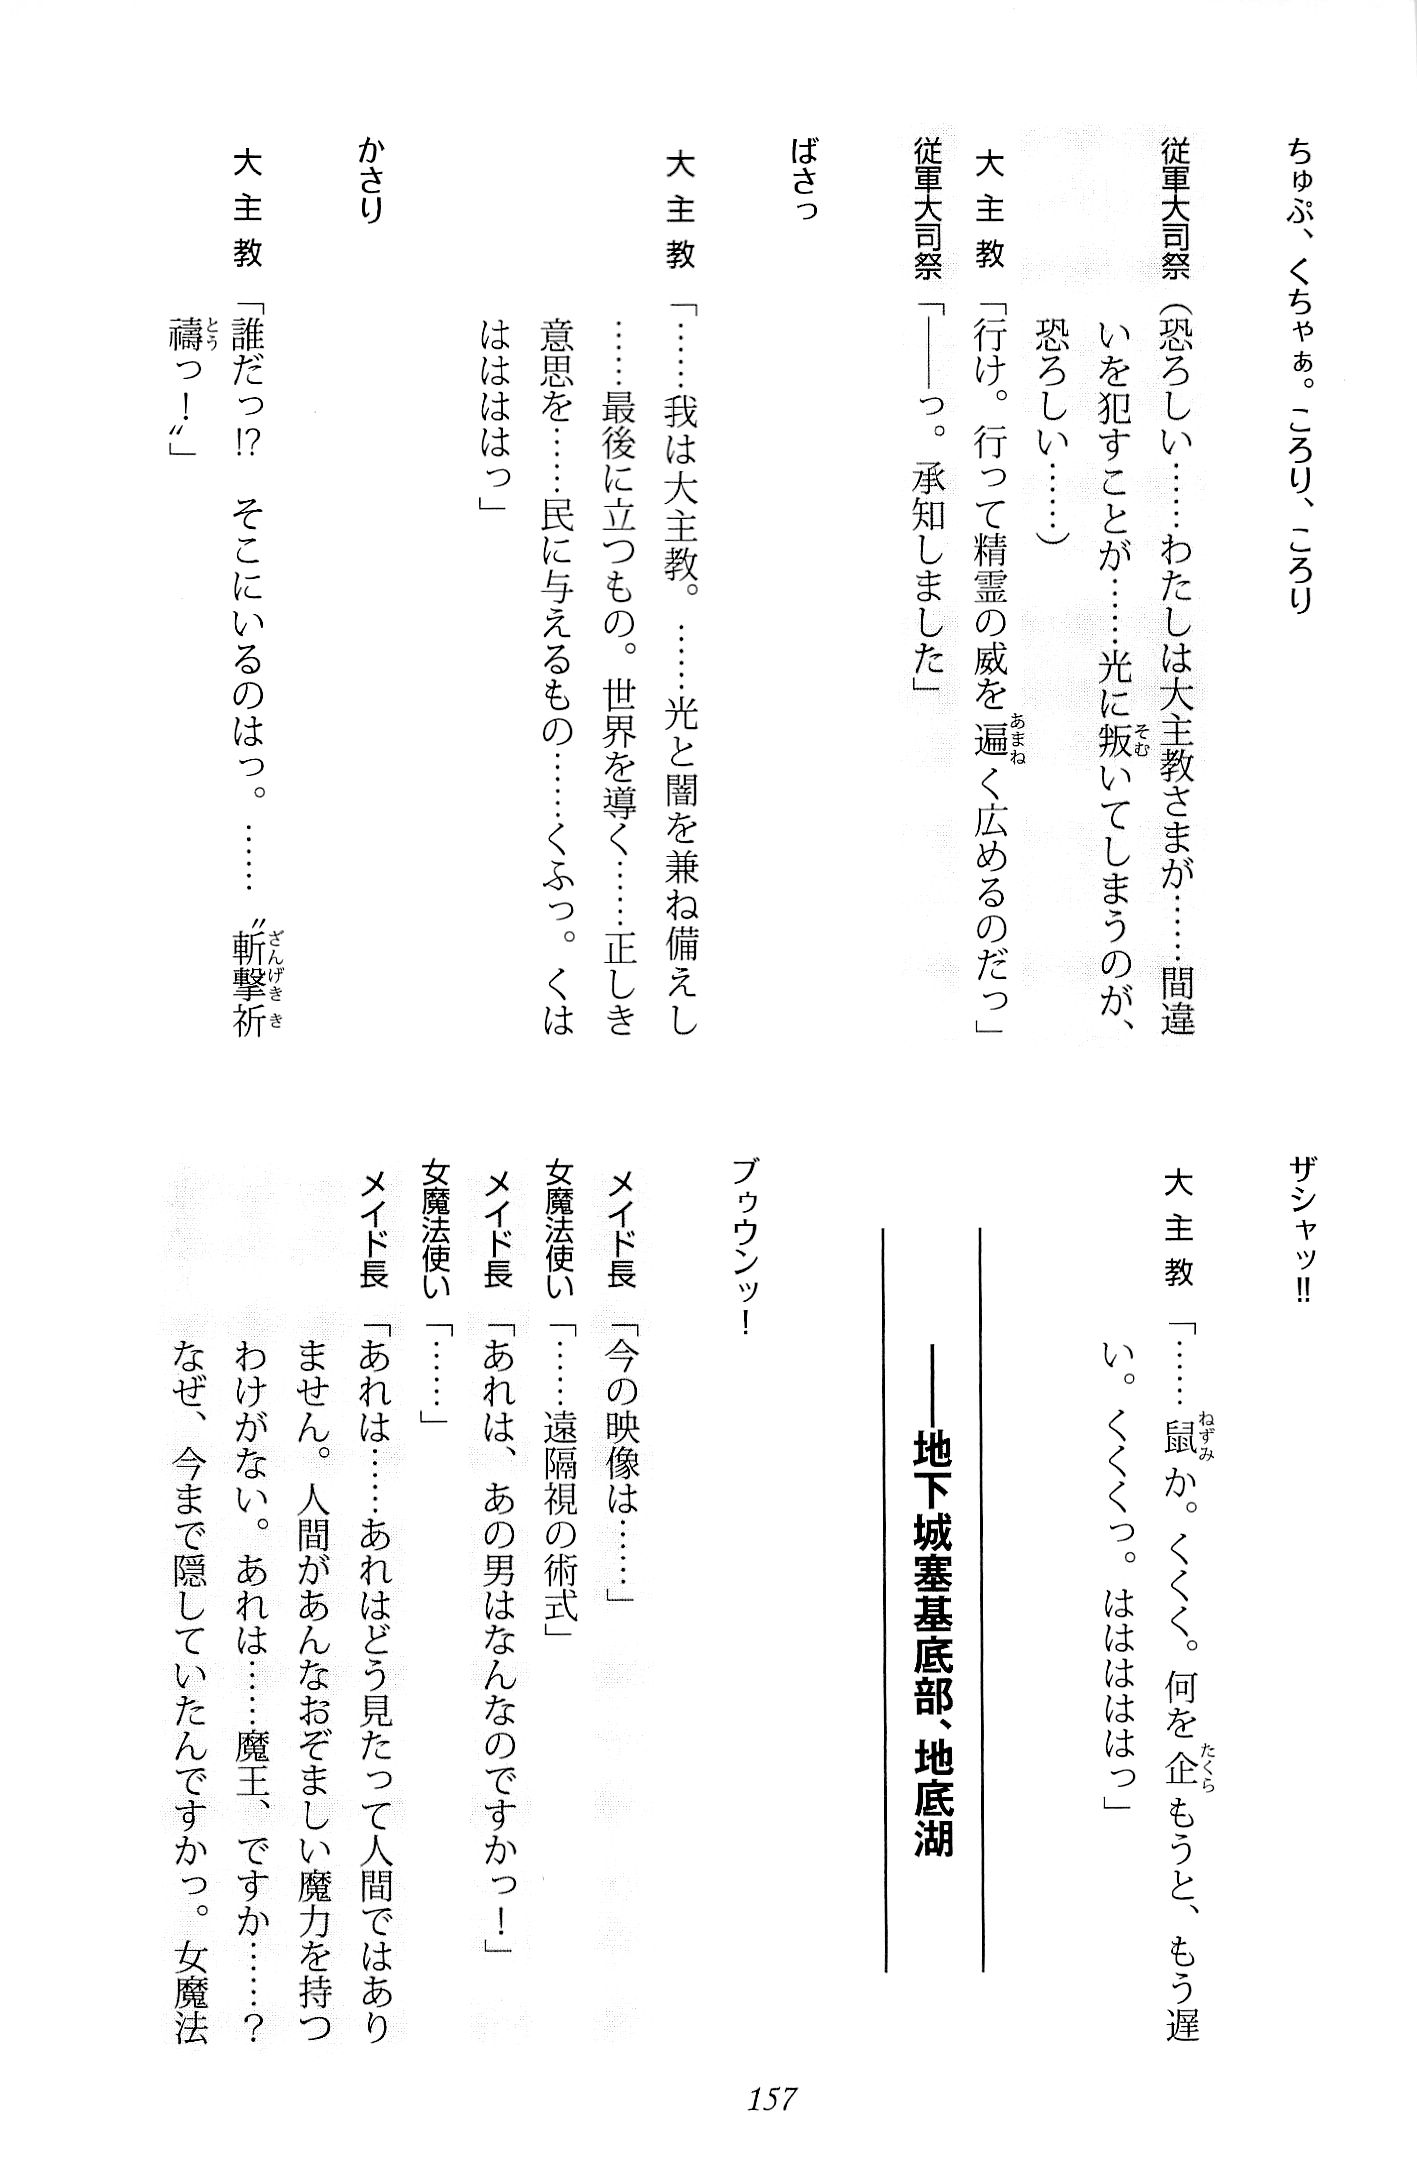 ちゅぷ、くちゃぁ。ころり、ころり
従軍大司祭(恐ろしい……わたしは大主教さまが……間違
いを犯すことが……光に叛いてしまうのが、
恐ろしい……)
大主教「行け。行って精霊の威を遍く広めるのだっ」
従軍大司祭「――っ。承知しました」
ばさっ
大主教「……我は大主教。……光と闇を兼ね備えし
……最後に立つもの。世界を導く……正しき
意思を……民に与えるもの……くふっ。くは
はははははっ」
かさり
大主教「誰だっ!? そこにいるのはっ。…… 〝斬撃祈
禱っ!〟」
ザシャッ!!
大主教「……鼠か。くくく。何を企もうと、もう遅
い。くくくっ。はははははっ」
――地下城塞基底部、地底湖
ブゥウンッ!
メイド長「今の映像は……」
女魔法使い「……遠隔視の術式」
メイド長「あれは、あの男はなんなのですかっ!」
女魔法使い「……」
メイド長「あれは……あれはどう見たって人間ではあり
ません。人間があんなおぞましい魔力を持つ
わけがない。あれは……魔王、ですか……?
なぜ、今まで隠していたんですかっ。女魔法
157